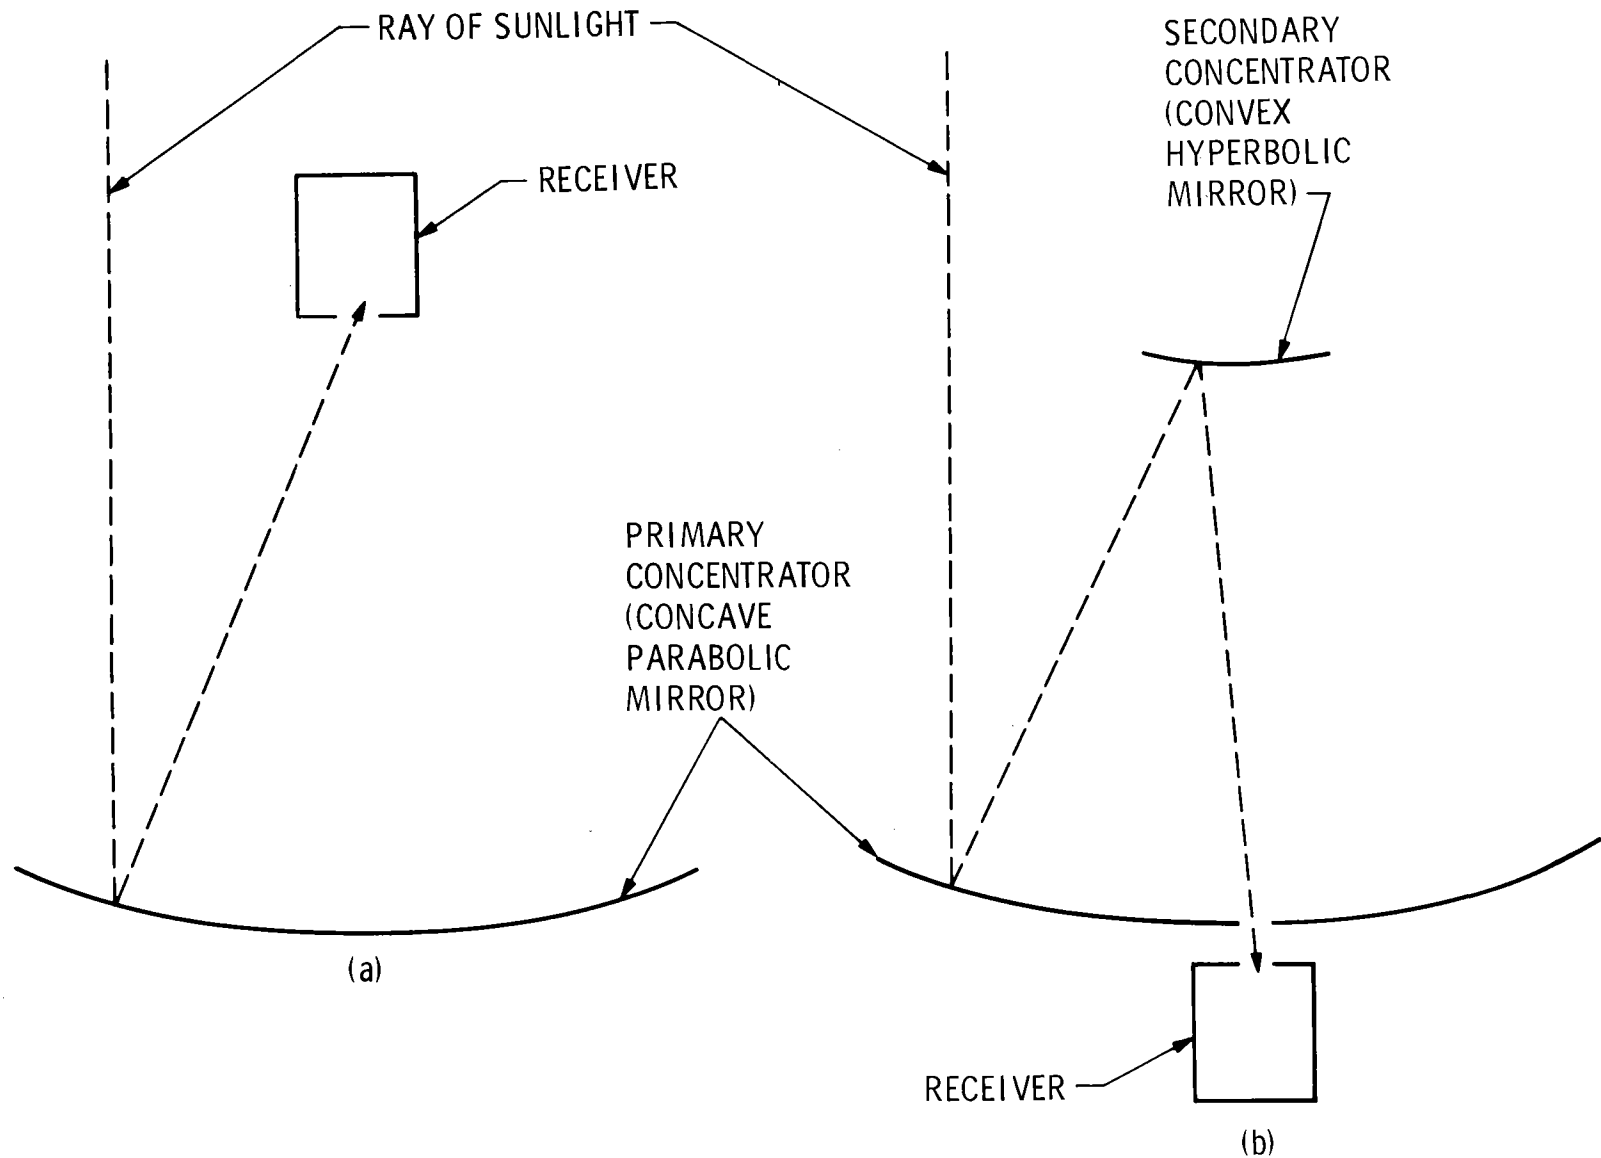 RAY OF SUNLIGHT
RECEIVER
SECONDARY
CONCENTRATOR
(CONVEX
HYPERBOLIC
MIRROR)
PRIMARY
CONCENTRATOR
(CONCAVE
PARABOLIC
MIRROR)
(a)
RECEIVER
(b)